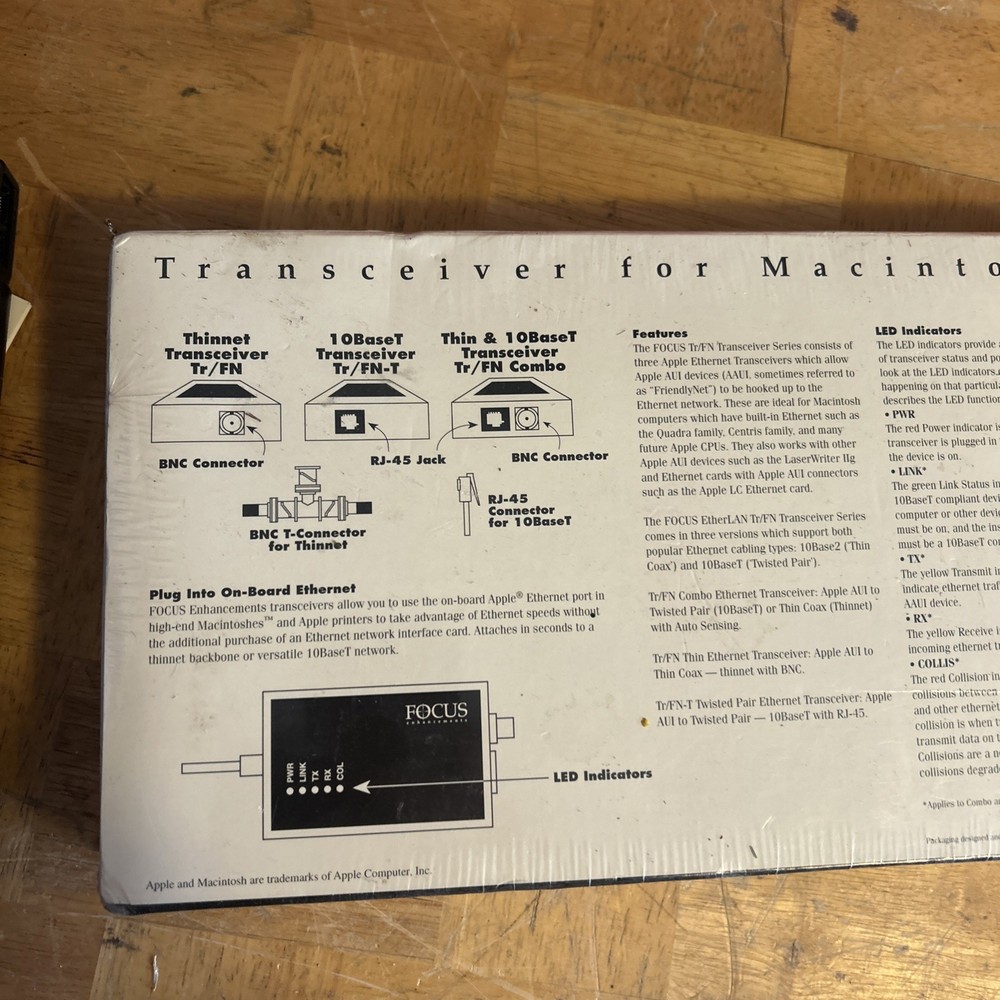 Transceiver for Macinto
Thinnet
Transceiver
Tr/FN
10BaseT
Transceiver
Tr/FN-T
Thin & 10BaseT
Transceiver
Tr/FN Combo
BNC Connector
RJ-45 Jack
BNC Connector
BNC T-Connector
for Thinnet
RJ-45
Connector
for 10BaseT
Plug Into On-Board Ethernet
FOCUS Enhancements transceivers allow you to use the on-board Apple® Ethernet port in
high-end Macintoshes™ and Apple printers to take advantage of Ethernet speeds without
the additional purchase of an Ethernet network interface card. Attaches in seconds to a
thinnet backbone or versatile 10BaseT network.
FOCUS
ENHANCEMENTS
PWR
LINK
TX
RX
COL
LED Indicators
Apple and Macintosh are trademarks of Apple Computer, Inc.
Features
The FOCUS Tr/FN Transceiver Series consists of
three Apple Ethernet Transceivers which allow
Apple AUI devices (AAUI, sometimes referred to
as "FriendlyNet") to be hooked up to the
Ethernet network. These are ideal for Macintosh
computers which have built-in Ethernet such as
the Quadra family, Centris family, and many
future Apple CPUs. They also works with other
Apple AUI devices such as the LaserWriter IIg
and Ethernet cards with Apple AUI connectors
such as the Apple LC Ethernet card.
The FOCUS EtherLAN Tr/FN Transceiver Series
comes in three versions which support both
popular Ethernet cabling types: 10Base2 ('Thin
Coax') and 10BaseT ('Twisted Pair').
Tr/FN Combo Ethernet Transceiver: Apple AUI to
Twisted Pair (10BaseT) or Thin Coax (Thinnet)
with Auto Sensing.
Tr/FN Thin Ethernet Transceiver: Apple AUI to
Thin Coax — thinnet with BNC.
Tr/FN-T Twisted Pair Ethernet Transceiver: Apple
AUI to Twisted Pair — 10BaseT with RJ-45.
LED Indicators
The LED indicators provide a
of transceiver status and po
look at the LED indicators
happening on that particul
describes the LED function
• PWR
The red Power indicator is
transceiver is plugged in
the device is on.
• LINK*
The green Link Status in
10BaseT compliant devi
computer or other devic
must be on, and the ins
must be a 10BaseT co
• TX*
The yellow Transmit i
indicate ethernet traf
AAUI device.
• RX*
The yellow Receive i
incoming ethernet t
• COLLIS*
The red Collision in
collisions between
and other ethernet
collision is when t
transmit data on t
Collisions are a n
collisions degrad
*Applies to Combo a
Packaging designed an